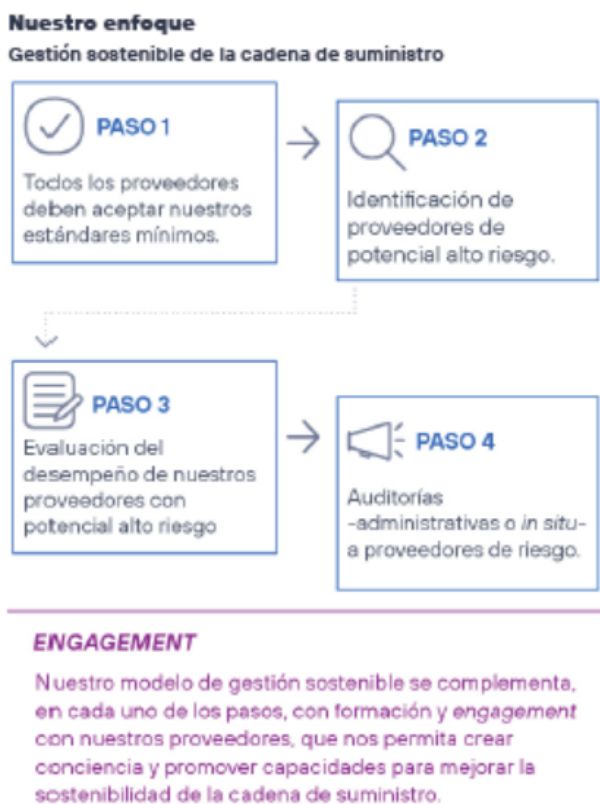 Nuestro enfoque
Gestión sostenible de la cadena de suministro
PASO 1
Todos los proveedores
deben aceptar nuestros
estándares mínimos.
PASO 2
Identificación de
proveedores de
potencial alto riesgo.
PASO 3
Evaluación del
desempeño de nuestros
proveedores con
potencial alto riesgo
PASO 4
Auditorías
-administrativas o in situ-
a proveedores de riesgo.
ENGAGEMENT
Nuestro modelo de gestión sostenible se complementa,
en cada uno de los pasos, con formación y engagement
con nuestros proveedores, que nos permita crear
conciencia y promover capacidades para mejorar la
sostenibilidad de la cadena de suministro.